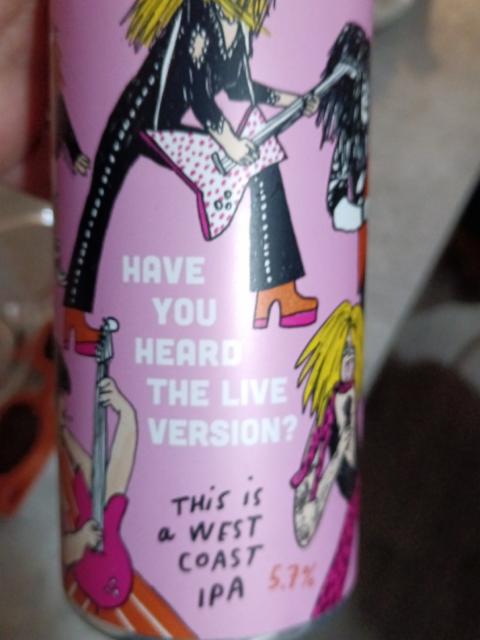 HAVE
YOU
HEARD
THE LIVE
VERSION?
THIS iS
a WEST
COAST
IPA
5.7%